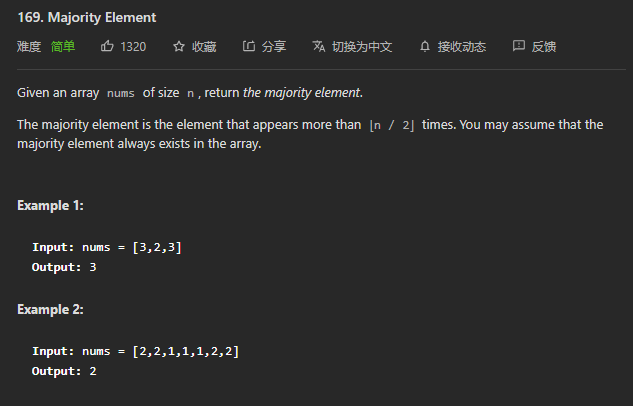 169. Majority Element
难度 简单 1320 收藏 分享 切换为中文 接收动态 反馈
Given an array nums of size n , return the majority element.
The majority element is the element that appears more than ⌊n / 2⌋ times. You may assume that the
majority element always exists in the array.
Example 1:
Input: nums = [3,2,3]
Output: 3
Example 2:
Input: nums = [2,2,1,1,1,2,2]
Output: 2